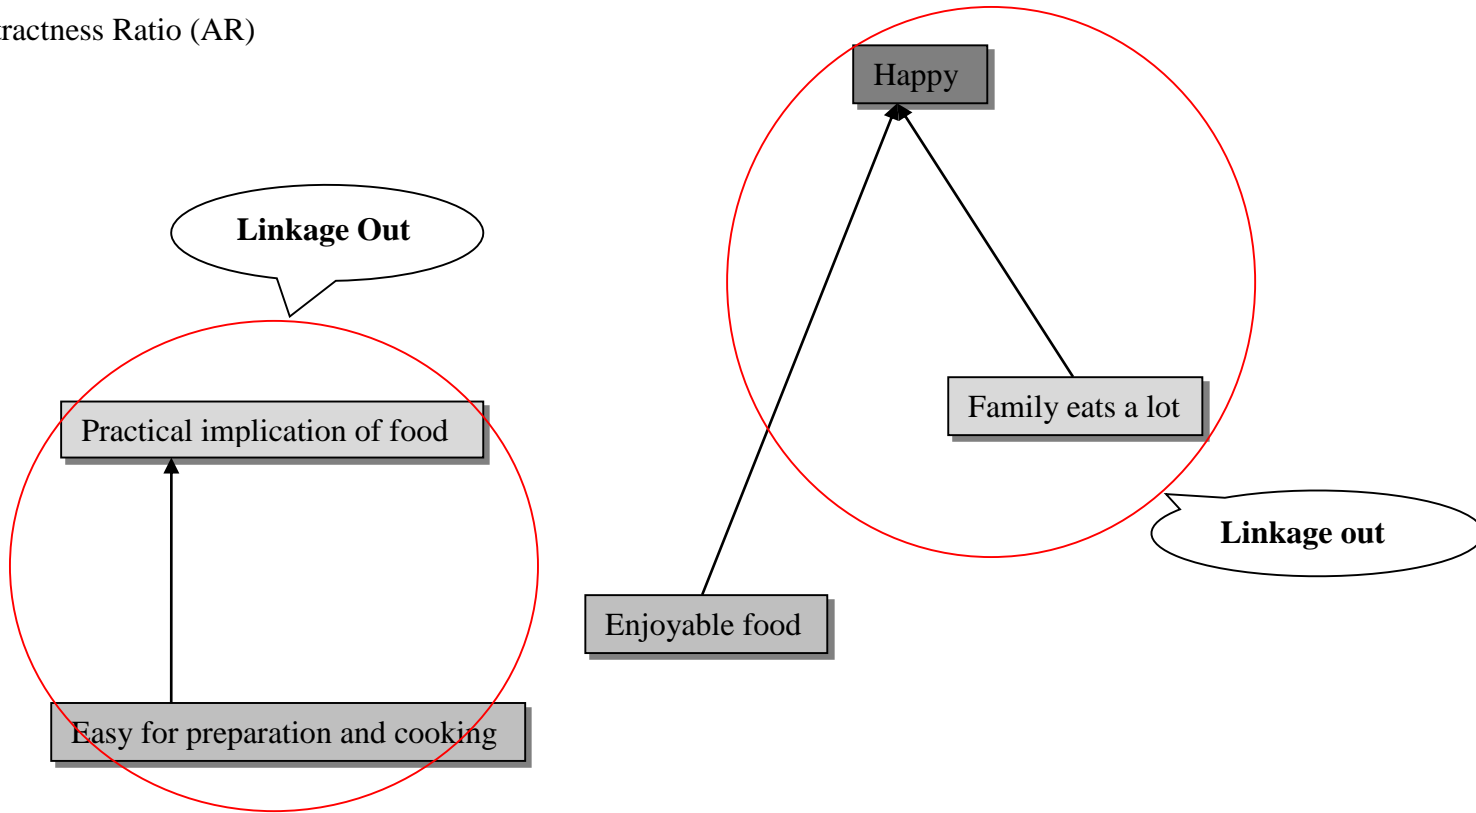 tractness Ratio (AR)
Happy
Linkage Out
Family eats a lot
Practical implication of food
Linkage out
Enjoyable food
Easy for preparation and cooking